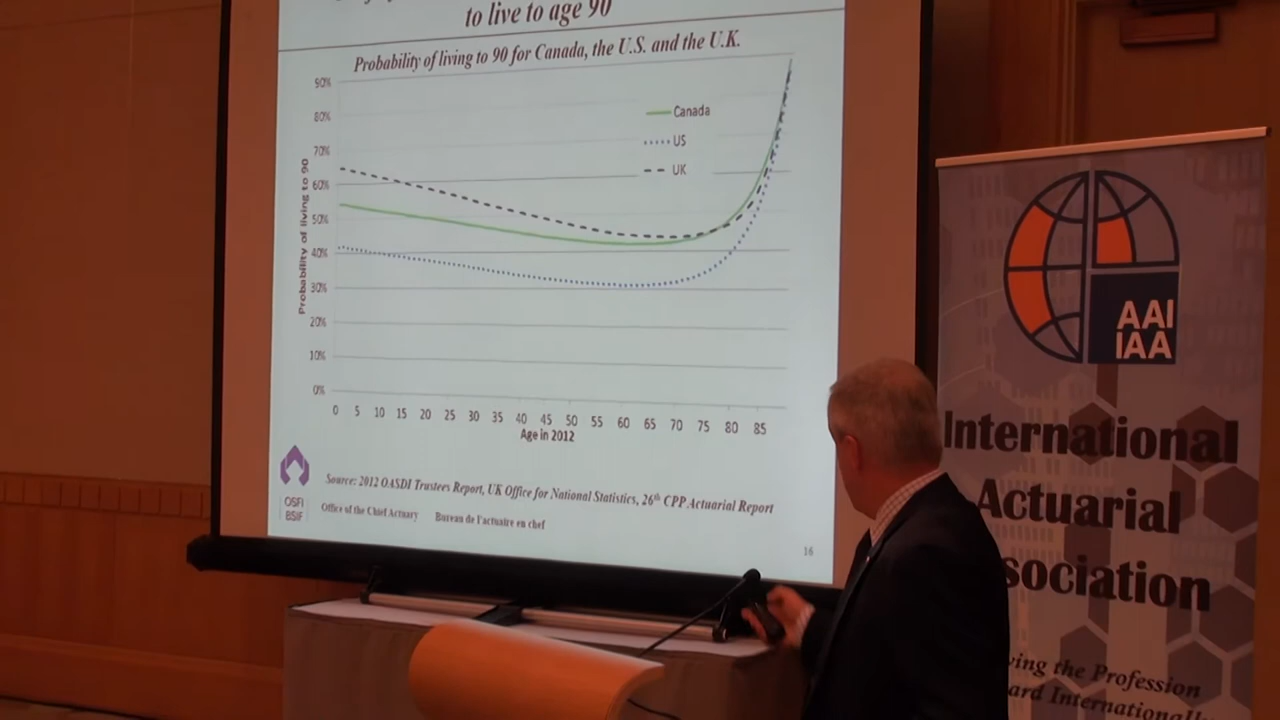 to live to age 90
Probability of living to 90 for Canada, the U.S. and the U.K.
90%
80%
70%
60%
50%
40%
30%
20%
10%
0%
Probability of living to 90
Canada
US
UK
0 5 10 15 20 25 30 35 40 45 50 55 60 65 70 75 80 85
Age in 2012
Source: 2012 OASDI Trustees Report, UK Office for National Statistics, 26th CPP Actuarial Report
OSFI
BSIF
Office of the Chief Actuary Bureau de l'actuaire en chef
16
AAI
IAA
International
Actuarial
sociation
ving the Profession
ard Internationall